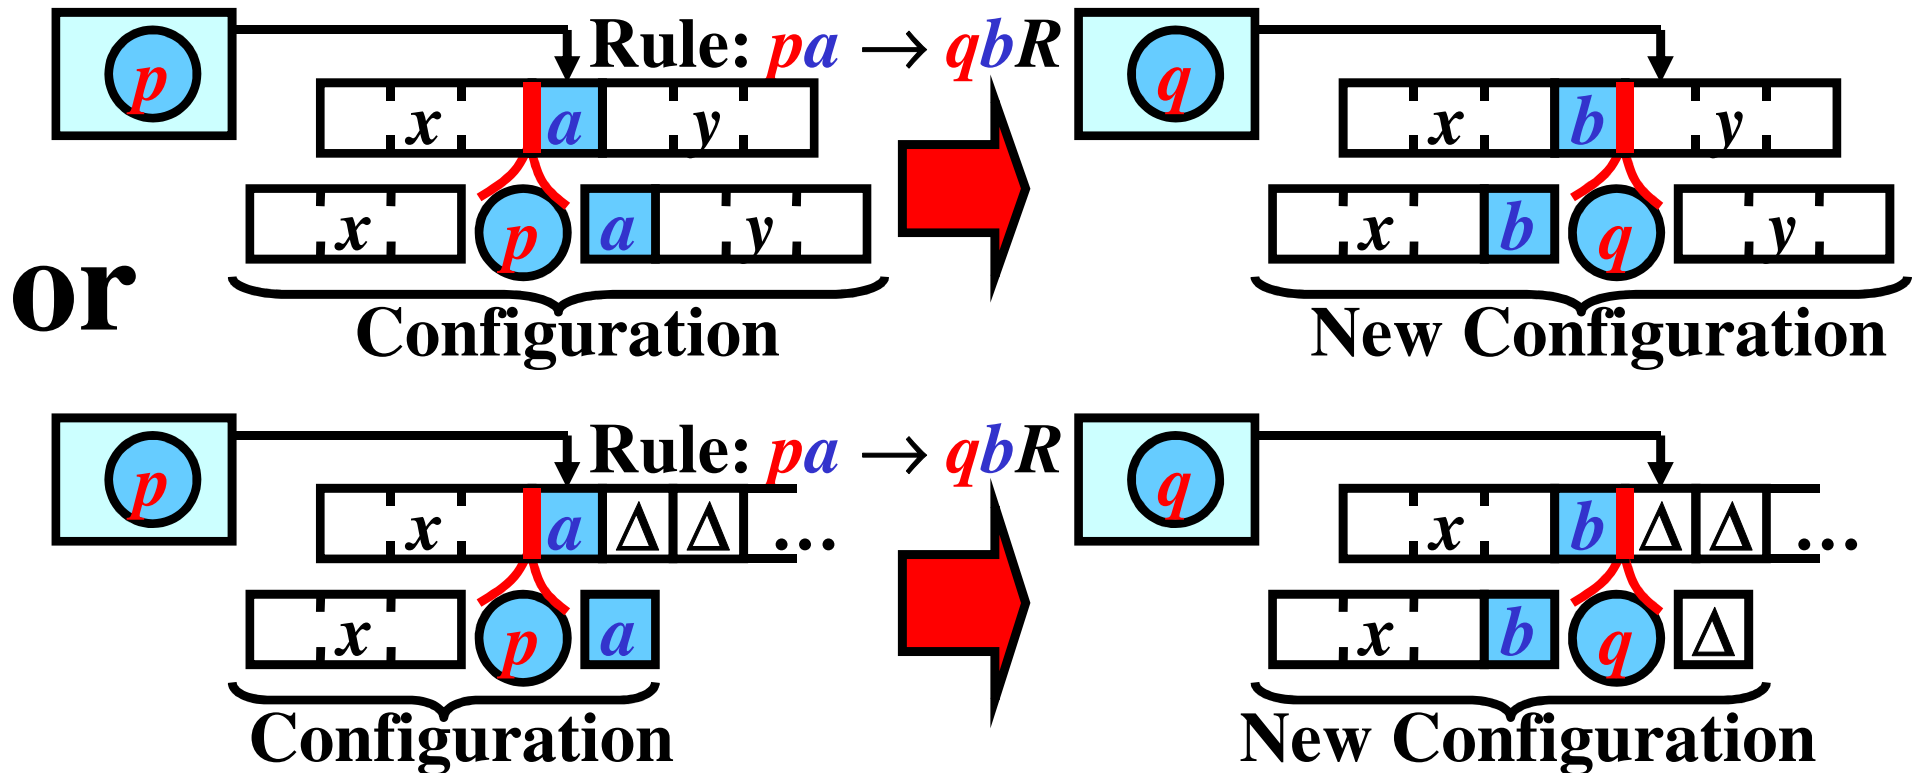 p Rule: pa → qbR q
x a y x b y
x p a y x b q y
or
Configuration New Configuration
p Rule: pa → qbR q
x a Δ Δ ... x b Δ Δ ...
x p a x b q Δ
Configuration New Configuration